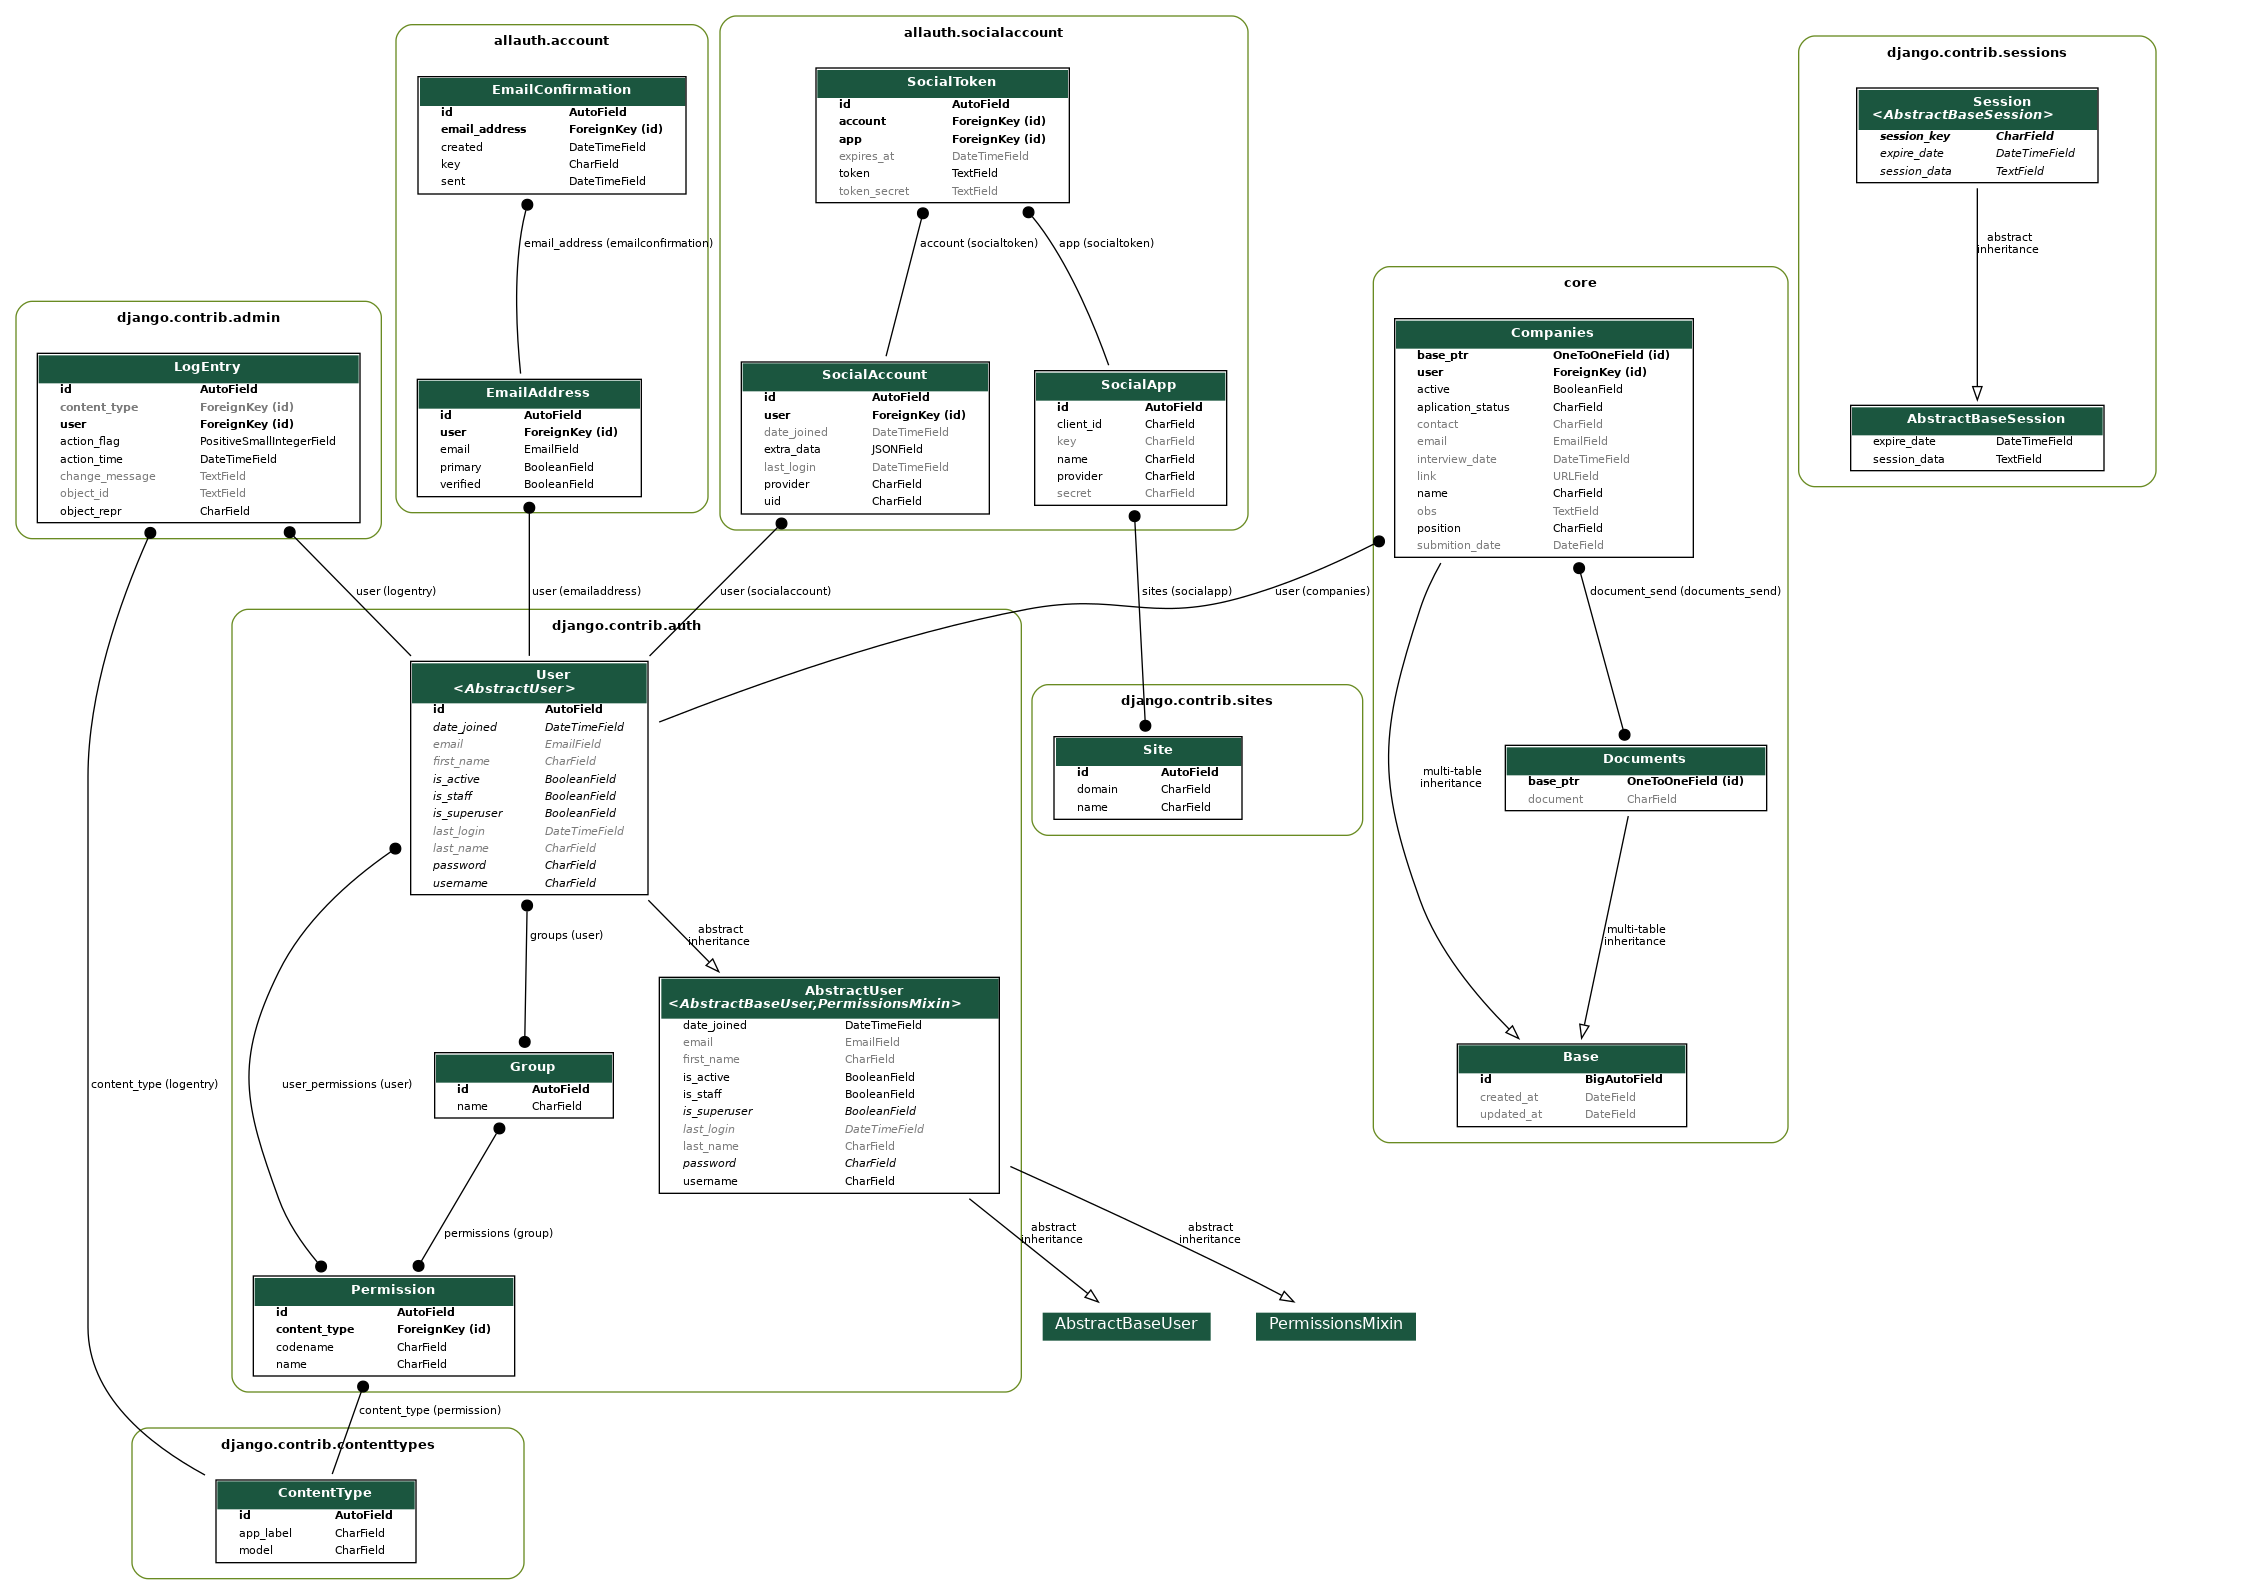 allauth.account
EmailConfirmation
id AutoField
email_address ForeignKey (id)
created DateTimeField
key CharField
sent DateTimeField
email_address (emailconfirmation)
EmailAddress
id AutoField
user ForeignKey (id)
email EmailField
primary BooleanField
verified BooleanField
allauth.socialaccount
SocialToken
id AutoField
account ForeignKey (id)
app ForeignKey (id)
expires_at DateTimeField
token TextField
token_secret TextField
account (socialtoken)
app (socialtoken)
SocialAccount
id AutoField
user ForeignKey (id)
date_joined DateTimeField
extra_data JSONField
last_login DateTimeField
provider CharField
uid CharField
SocialApp
id AutoField
client_id CharField
key CharField
name CharField
provider CharField
secret CharField
django.contrib.sessions
Session
<AbstractBaseSession>
session_key CharField
expire_date DateTimeField
session_data TextField
abstract
inheritance
AbstractBaseSession
expire_date DateTimeField
session_data TextField
django.contrib.admin
LogEntry
id AutoField
content_type ForeignKey (id)
user ForeignKey (id)
action_flag PositiveSmallIntegerField
action_time DateTimeField
change_message TextField
object_id TextField
object_repr CharField
core
Companies
base_ptr OneToOneField (id)
user ForeignKey (id)
active BooleanField
aplication_status CharField
contact CharField
email EmailField
interview_date DateTimeField
link URLField
name CharField
obs TextField
position CharField
submition_date DateField
document_send (documents_send)
multi-table
inheritance
Documents
base_ptr OneToOneField (id)
document CharField
multi-table
inheritance
Base
id BigAutoField
created_at DateField
updated_at DateField
user (logentry)
user (emailaddress)
user (socialaccount)
sites (socialapp)
user (companies)
django.contrib.auth
User
<AbstractUser>
id AutoField
date_joined DateTimeField
email EmailField
first_name CharField
is_active BooleanField
is_staff BooleanField
is_superuser BooleanField
last_login DateTimeField
last_name CharField
password CharField
username CharField
django.contrib.sites
Site
id AutoField
domain CharField
name CharField
groups (user)
abstract
inheritance
AbstractUser
<AbstractBaseUser,PermissionsMixin>
date_joined DateTimeField
email EmailField
first_name CharField
is_active BooleanField
is_staff BooleanField
is_superuser BooleanField
last_login DateTimeField
last_name CharField
password CharField
username CharField
content_type (logentry)
user_permissions (user)
Group
id AutoField
name CharField
permissions (group)
abstract
inheritance
abstract
inheritance
Permission
id AutoField
content_type ForeignKey (id)
codename CharField
name CharField
AbstractBaseUser
PermissionsMixin
content_type (permission)
django.contrib.contenttypes
ContentType
id AutoField
app_label CharField
model CharField